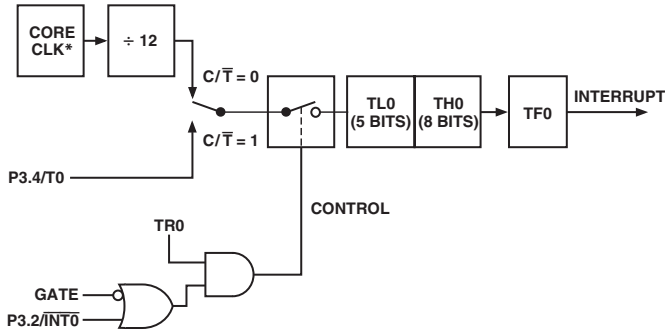 CORE
CLK*
÷ 12
C/T̅ = 0
C/T̅ = 1
P3.4/T0
TL0
(5 BITS)
TH0
(8 BITS)
TF0
INTERRUPT
CONTROL
TR0
GATE
P3.2/I̅N̅T̅0̅